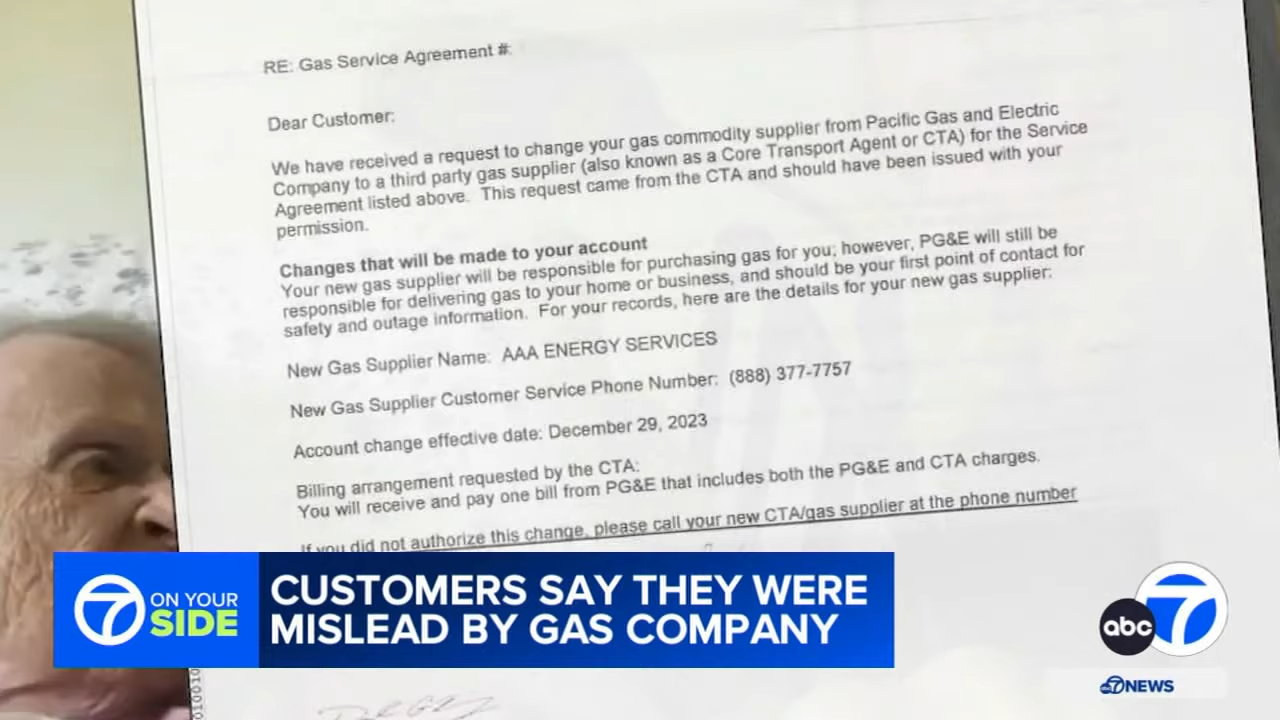 RE: Gas Service Agreement #:
Dear Customer:
We have received a request to change your gas commodity supplier from Pacific Gas and Electric
Company to a third party gas supplier (also known as a Core Transport Agent or CTA) for the Service
Agreement listed above. This request came from the CTA and should have been issued with your
permission.
Changes that will be made to your account
Your new gas supplier will be responsible for purchasing gas for you; however, PG&E will still be
responsible for delivering gas to your home or business, and should be your first point of contact for
safety and outage information. For your records, here are the details for your new gas supplier:
New Gas Supplier Name: AAA ENERGY SERVICES
New Gas Supplier Customer Service Phone Number: (888) 377-7757
Account change effective date: December 29, 2023
Billing arrangement requested by the CTA:
You will receive and pay one bill from PG&E that includes both the PG&E and CTA charges.
If you did not authorize this change, please call your new CTA/gas supplier at the phone number
7 ON YOUR
SIDE
CUSTOMERS SAY THEY WERE
MISLEAD BY GAS COMPANY
abc 7
abc 7 NEWS